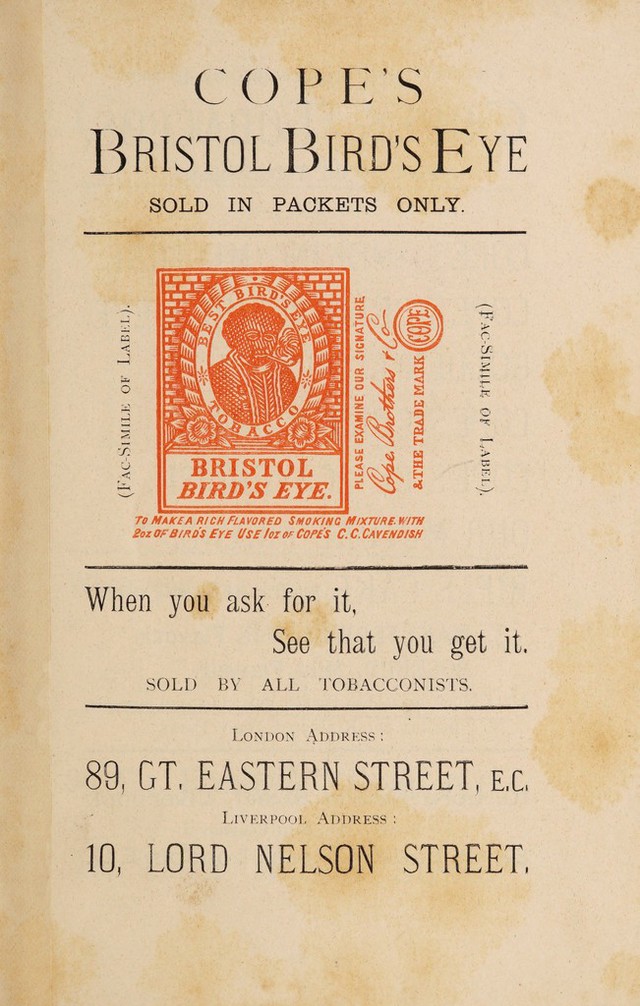 COPE'S
BRISTOL BIRD'S EYE
SOLD IN PACKETS ONLY.
(FAC-SIMILE OF LABEL).
BEST BIRD'S EYE
TOBACCO
BRISTOL
BIRD'S EYE.
PLEASE EXAMINE OUR SIGNATURE
Cope Brothers & Co
COPE
& THE TRADE MARK
(FAC-SIMILE OF LABEL).
TO MAKE A RICH FLAVORED SMOKING MIXTURE. WITH
2OZ OF BIRD'S EYE USE 1OZ OF COPE'S C. C. CAVENDISH
When you ask for it,
See that you get it.
SOLD BY ALL TOBACCONISTS.
LONDON ADDRESS:
89, GT. EASTERN STREET, E.C.
LIVERPOOL ADDRESS:
10, LORD NELSON STREET.